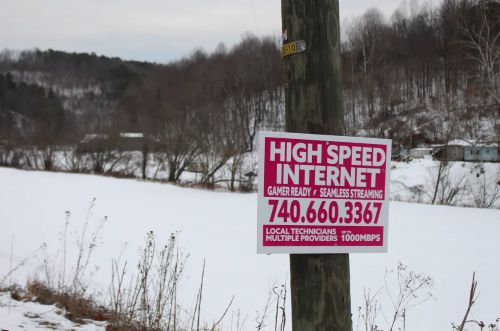 HIGH SPEED
INTERNET
GAMER READY SEAMLESS STREAMING
740.660.3367
LOCAL TECHNICIANS
MULTIPLE PROVIDERS
UP TO 1000MBPS